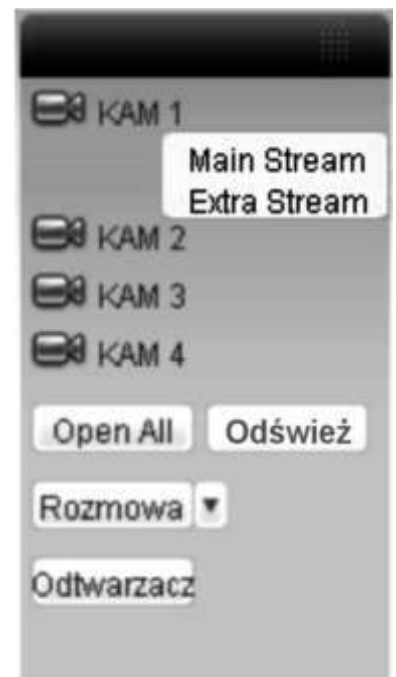 KAM 1
Main Stream
Extra Stream
KAM 2
KAM 3
KAM 4
Open All Odśwież
Rozmowa
Odtwarzacz